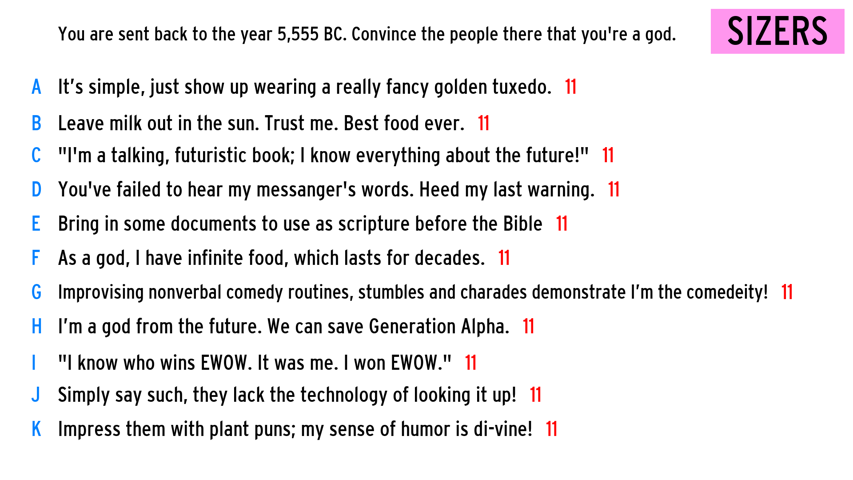 You are sent back to the year 5,555 BC. Convince the people there that you're a god.
SIZERS
A It’s simple, just show up wearing a really fancy golden tuxedo. 11
B Leave milk out in the sun. Trust me. Best food ever. 11
C "I'm a talking, futuristic book; I know everything about the future!" 11
D You've failed to hear my messanger's words. Heed my last warning. 11
E Bring in some documents to use as scripture before the Bible 11
F As a god, I have infinite food, which lasts for decades. 11
G Improvising nonverbal comedy routines, stumbles and charades demonstrate I’m the comedeity! 11
H I’m a god from the future. We can save Generation Alpha. 11
I "I know who wins EWOW. It was me. I won EWOW." 11
J Simply say such, they lack the technology of looking it up! 11
K Impress them with plant puns; my sense of humor is di-vine! 11